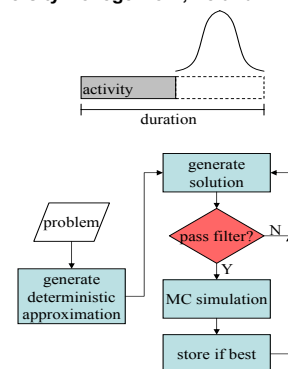 activity
duration
generate
solution
problem
pass filter?
N
generate
deterministic
approximation
Y
MC simulation
store if best